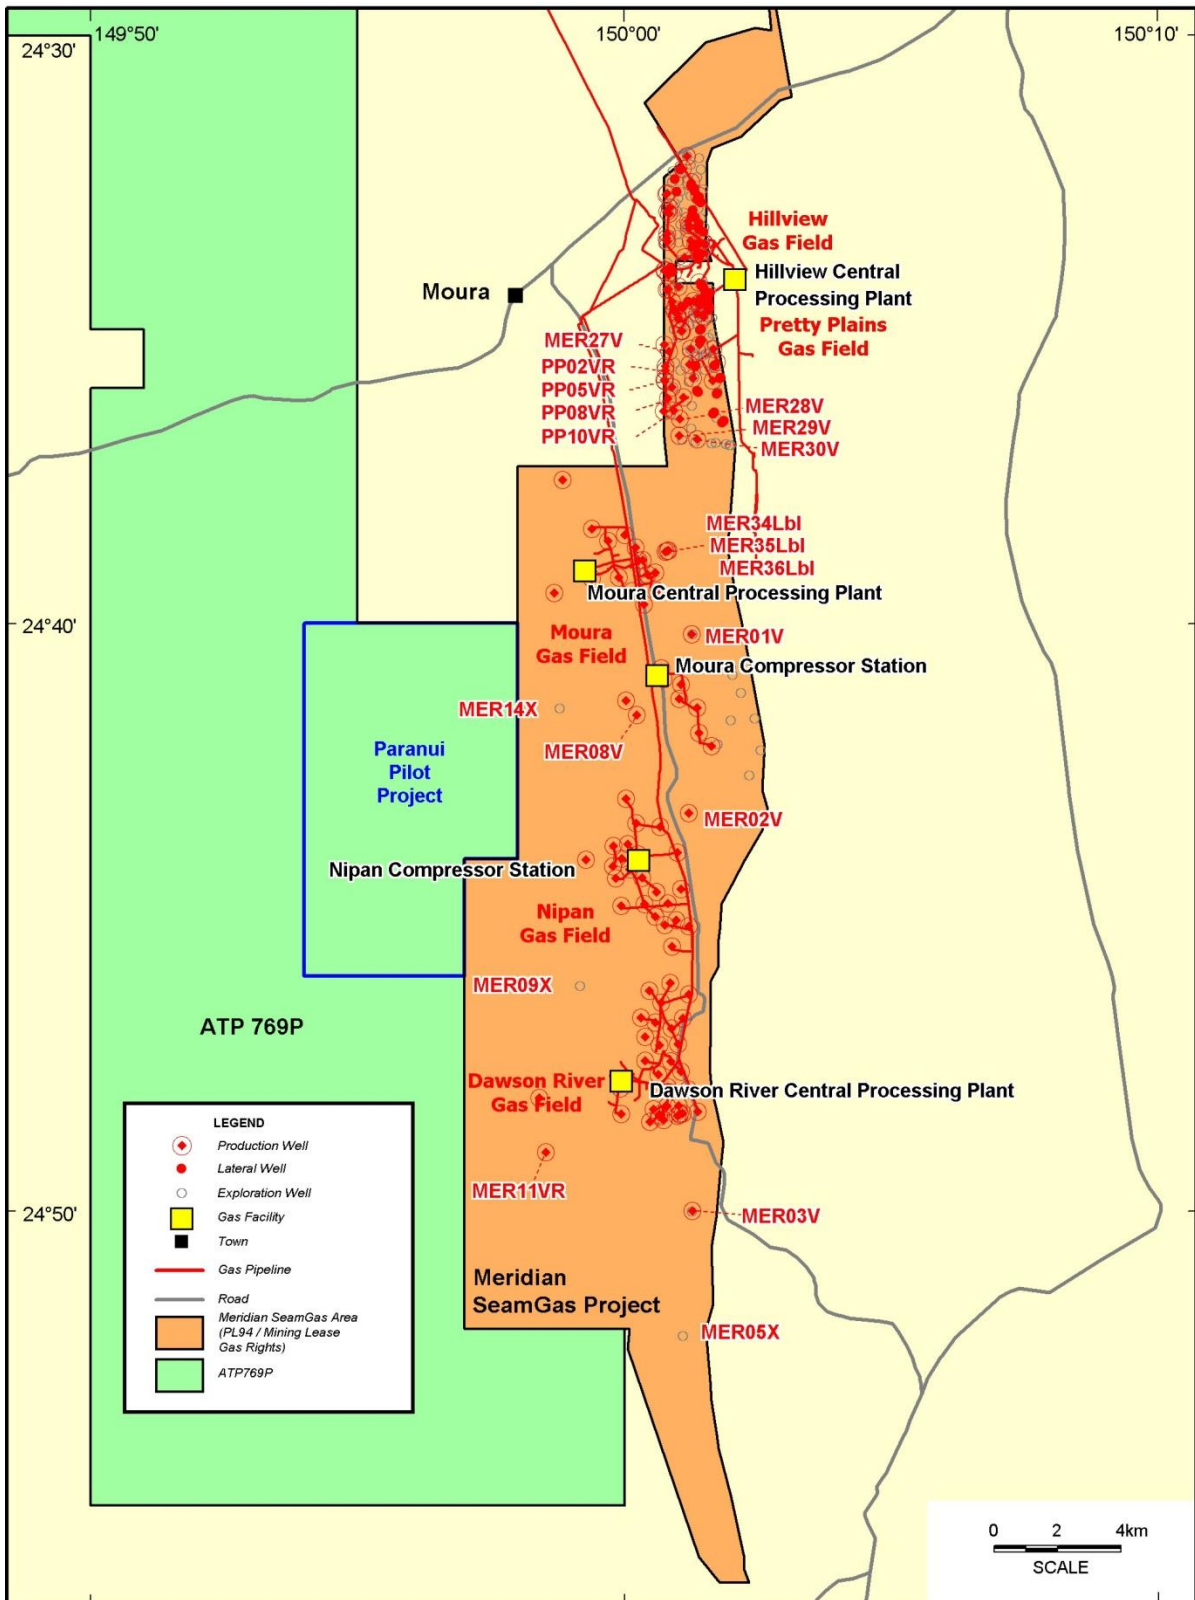 149°50'
150°00'
150°10'
24°30'
Hillview
Gas Field
Hillview Central
Processing Plant
Moura
Pretty Plains
Gas Field
MER27V
PP02VR
PP05VR
PP08VR
PP10VR
MER28V
MER29V
MER30V
MER34Lbl
MER35Lbl
MER36Lbl
Moura Central Processing Plant
24°40'
Moura
Gas Field
MER01V
Moura Compressor Station
MER14X
MER08V
Paranui
Pilot
Project
MER02V
Nipan Compressor Station
Nipan
Gas Field
MER09X
ATP 769P
Dawson River
Gas Field
Dawson River Central Processing Plant
MER11VR
24°50'
MER03V
Meridian
SeamGas Project
MER05X
LEGEND
Production Well
Lateral Well
Exploration Well
Gas Facility
Town
Gas Pipeline
Road
Meridian SeamGas Area
(PL94 / Mining Lease
Gas Rights)
ATP769P
0 2 4km
SCALE